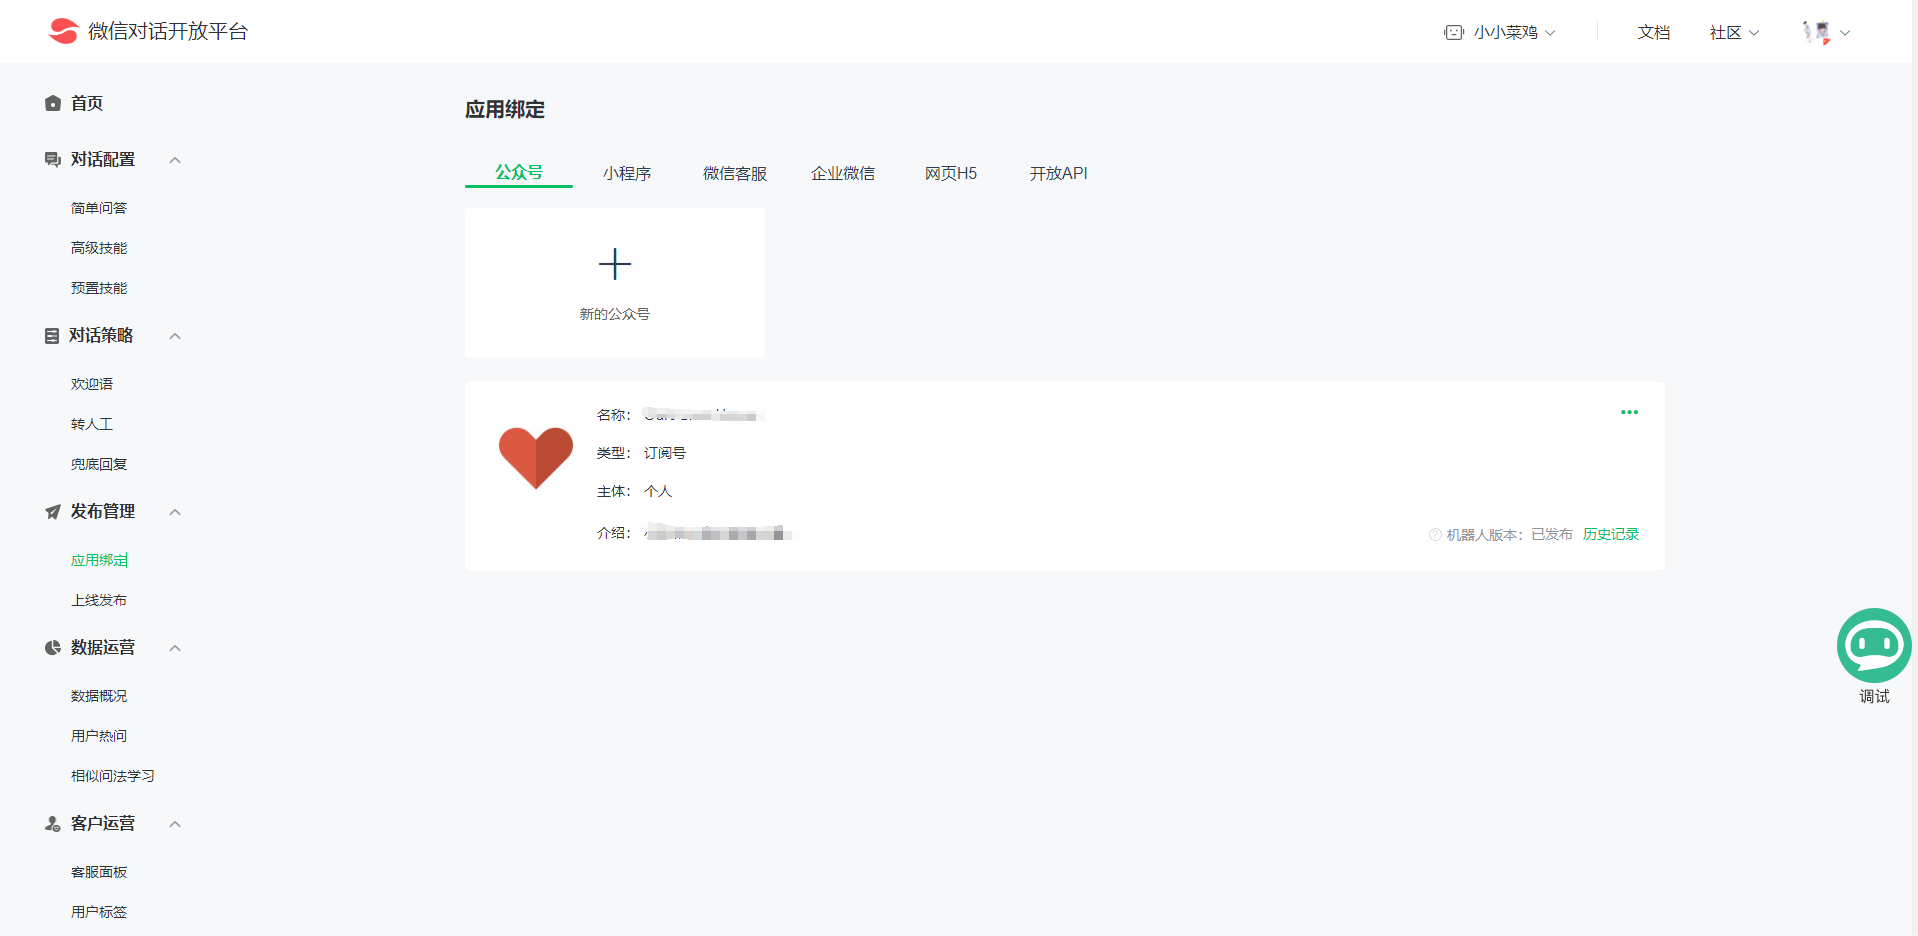 微信对话开放平台
小小菜鸡
文档
社区
首页
对话配置
简单问答
高级技能
预置技能
对话策略
欢迎语
转人工
兜底回复
发布管理
应用绑定
上线发布
数据运营
数据概况
用户热问
相似问法学习
客户运营
客服面板
用户标签
应用绑定
公众号 小程序 微信客服 企业微信 网页H5 开放API
新的公众号
名称：
类型： 订阅号
主体： 个人
介绍：
机器人版本： 已发布 历史记录
调试